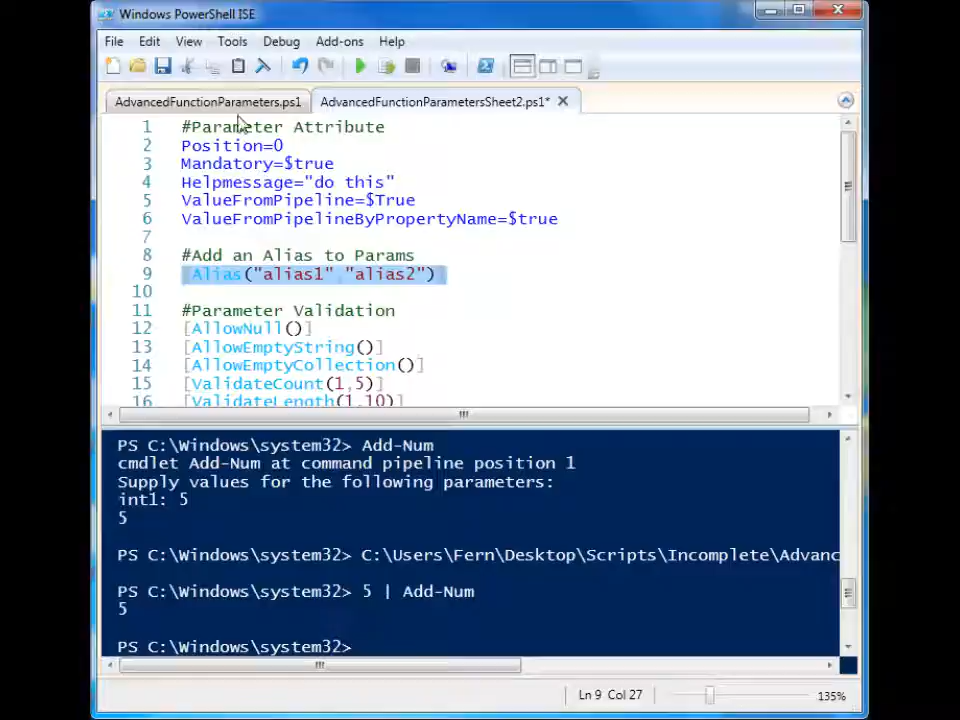 Windows PowerShell ISE
File Edit View Tools Debug Add-ons Help
AdvancedFunctionParameters.ps1 AdvancedFunctionParametersSheet2.ps1*
1 #Parameter Attribute
2 Position=0
3 Mandatory=$true
4 Helpmessage="do this"
5 ValueFromPipeline=$True
6 ValueFromPipelineByPropertyName=$true
7
8 #Add an Alias to Params
9 [Alias("alias1","alias2")]
10
11 #Parameter Validation
12 [AllowNull()]
13 [AllowEmptyString()]
14 [AllowEmptyCollection()]
15 [ValidateCount(1,5)]
16 [ValidateLength(1,10)]
PS C:\Windows\system32> Add-Num
cmdlet Add-Num at command pipeline position 1
Supply values for the following parameters:
int1: 5
5
PS C:\Windows\system32> C:\Users\Fern\Desktop\Scripts\Incomplete\Advanc
PS C:\Windows\system32> 5 | Add-Num
5
PS C:\Windows\system32>
Ln 9 Col 27 135%